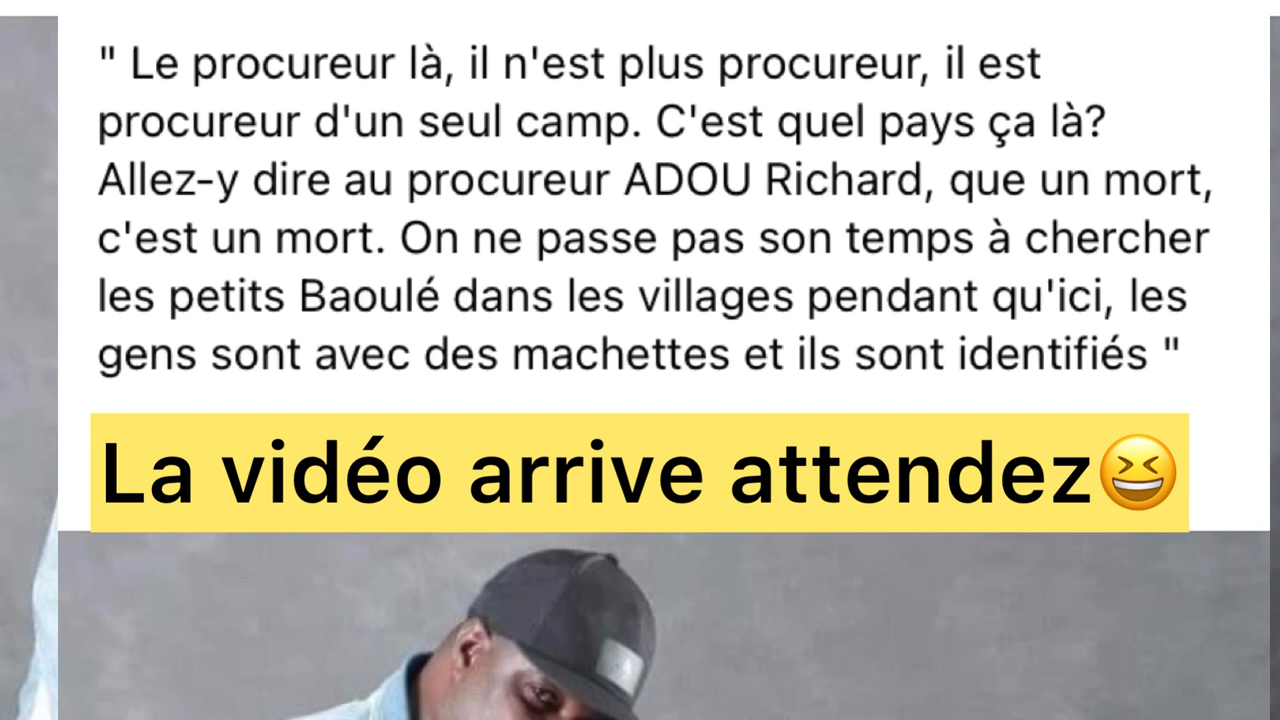 " Le procureur là, il n'est plus procureur, il est
procureur d'un seul camp. C'est quel pays ça là?
Allez-y dire au procureur ADOU Richard, que un mort,
c'est un mort. On ne passe pas son temps à chercher
les petits Baoulé dans les villages pendant qu'ici, les
gens sont avec des machettes et ils sont identifiés "
La vidéo arrive attendez😆